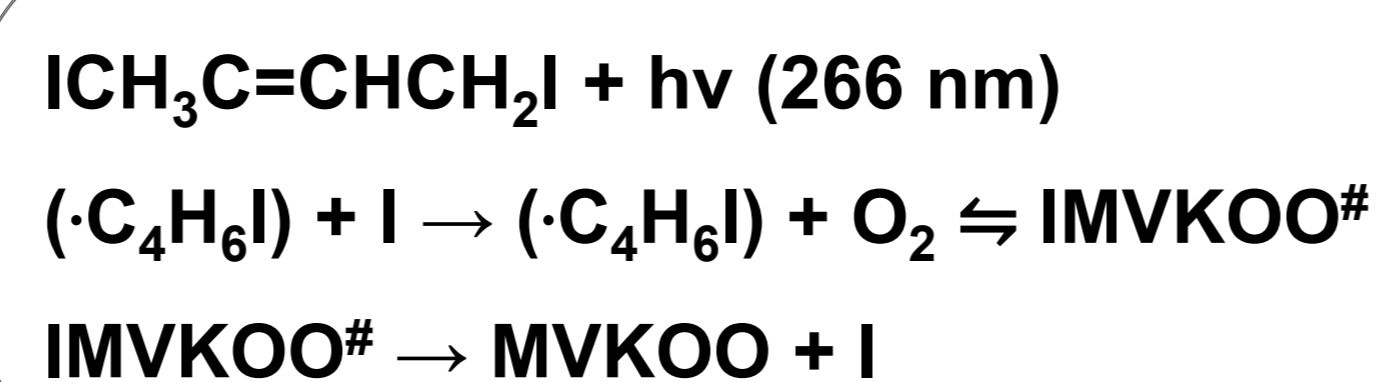 ICH₃C=CHCH₂I + hv (266 nm)
(·C₄H₆I) + I → (·C₄H₆I) + O₂ ⇋ IMVKOO#
IMVKOO# → MVKOO + I